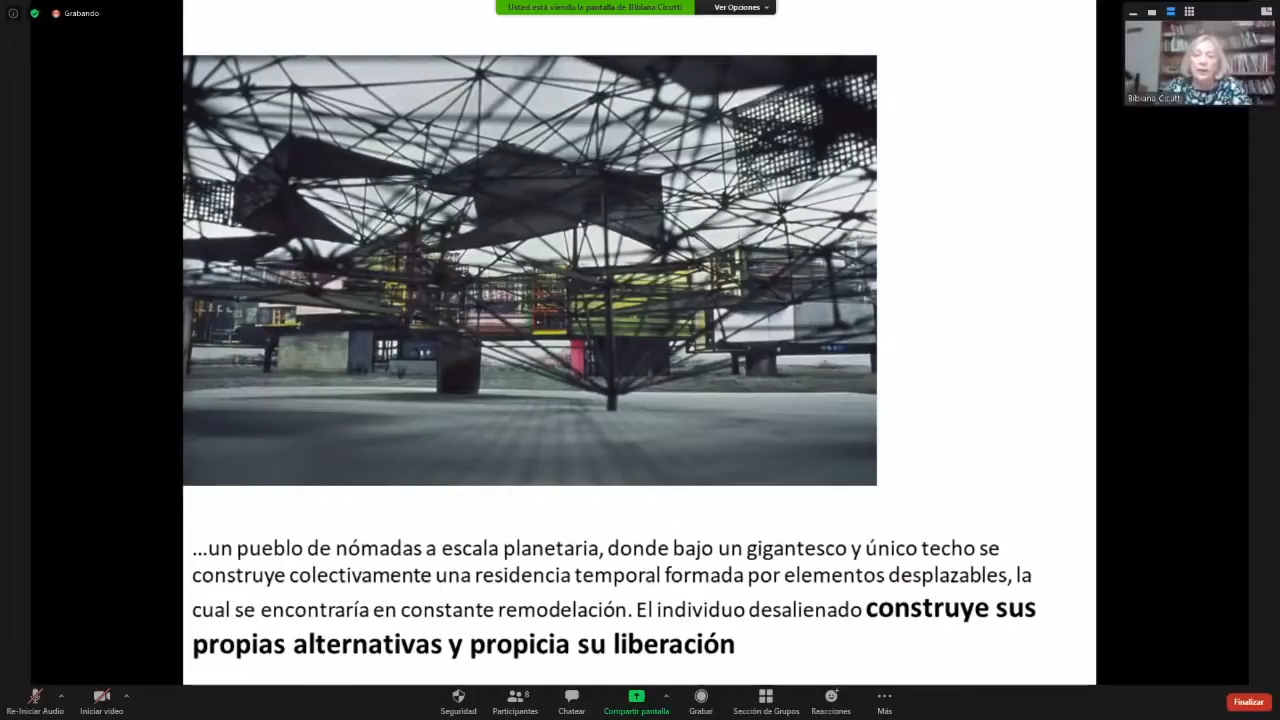 Grabando
Usted está viendo la pantalla de Bibiana Cicutti
Ver Opciones
Bibiana Cicutti
...un pueblo de nómadas a escala planetaria, donde bajo un gigantesco y único techo se
construye colectivamente una residencia temporal formada por elementos desplazables, la
cual se encontraría en constante remodelación. El individuo desalienado construye sus
propias alternativas y propicia su liberación
Re-Iniciar Audio
Iniciar video
Seguridad
Participantes
8
Chatear
Compartir pantalla
Grabar
Sección de Grupos
Reacciones
Más
Finalizar